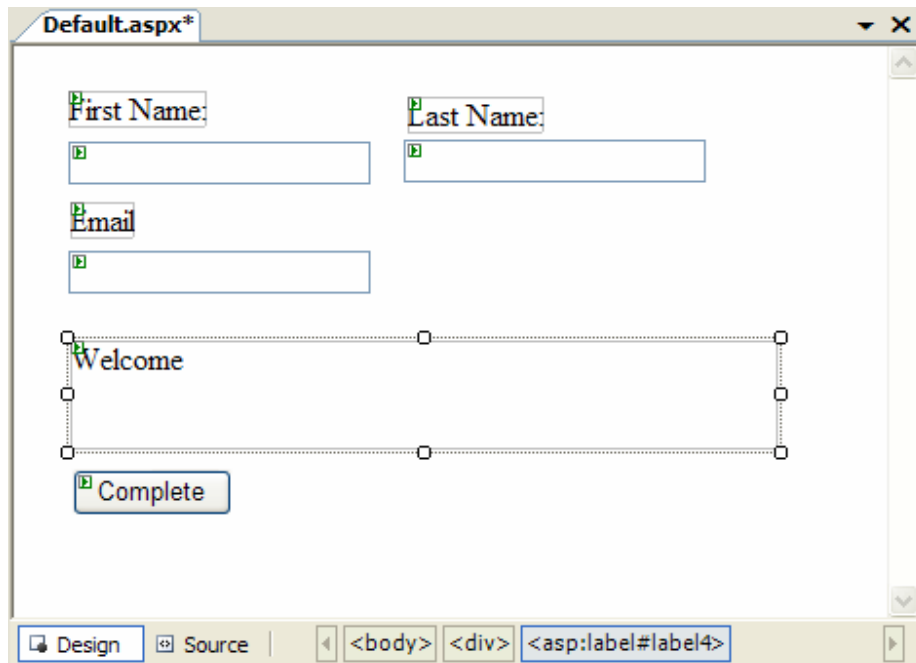 Default.aspx*
First Name: Last Name:
Email
Welcome
Complete
Design Source <body> <div> <asp:label#label4>